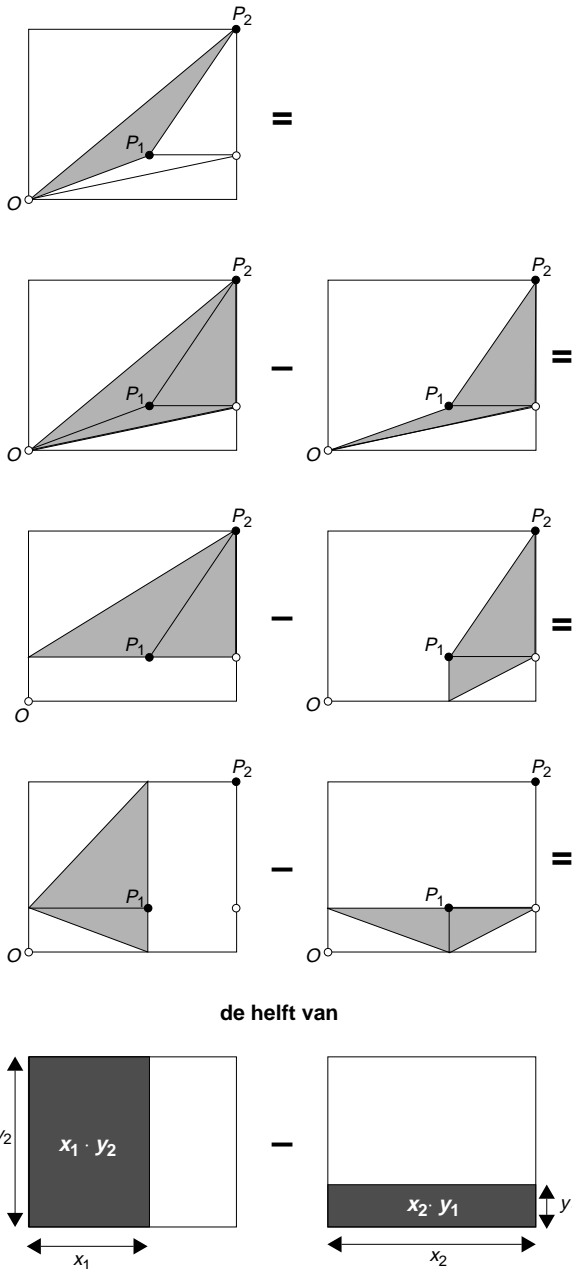 P₂
=
P₁
O
P₂ P₂
– =
P₁ P₁
O O
P₂ P₂
– =
P₁ P₁
O O
P₂ P₂
– =
P₁ P₁
O O
de helft van
x₁ · y₂ –
x₂· y₁ y
x₁ x₂